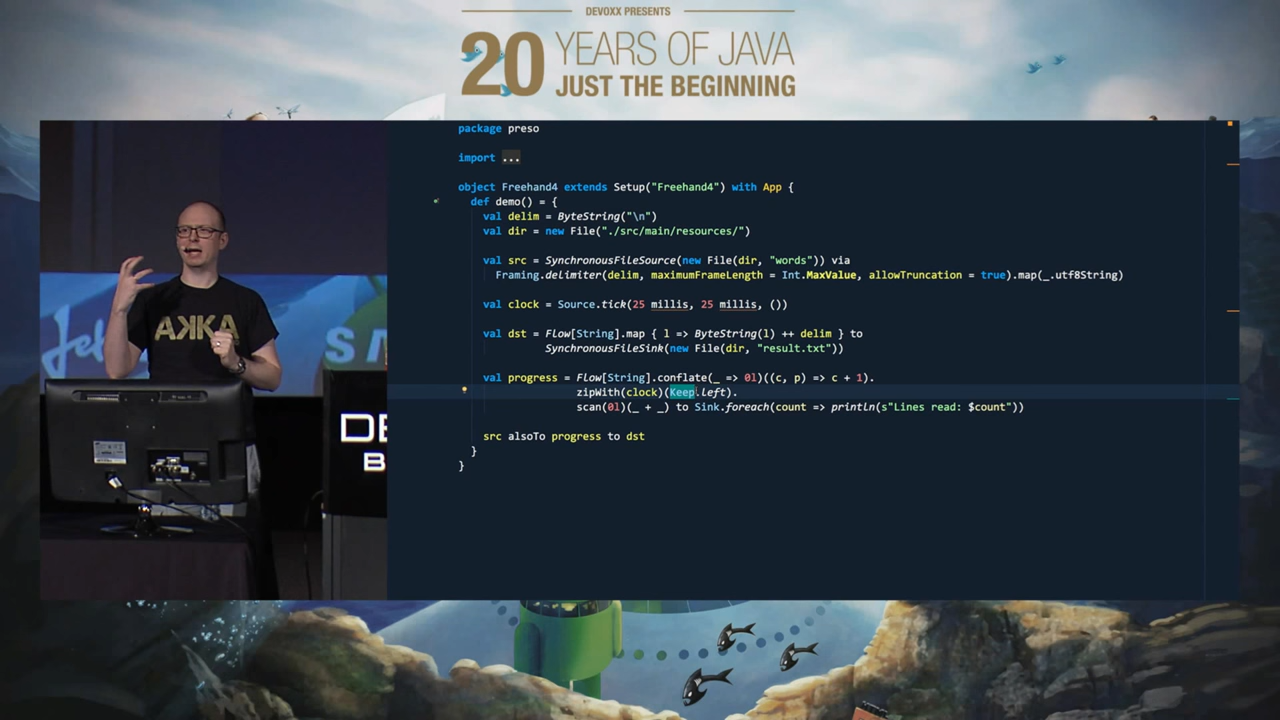 DEVOXX PRESENTS
20 YEARS OF JAVA
JUST THE BEGINNING
package preso
import ...
object Freehand4 extends Setup("Freehand4") with App {
def demo() = {
val delim = ByteString("\n")
val dir = new File("./src/main/resources/")
val src = SynchronousFileSource(new File(dir, "words")) via
Framing.delimiter(delim, maximumFrameLength = Int.MaxValue, allowTruncation = true).map(_.utf8String)
val clock = Source.tick(25 millis, 25 millis, ())
val dst = Flow[String].map { l => ByteString(l) ++ delim } to
SynchronousFileSink(new File(dir, "result.txt"))
val progress = Flow[String].conflate(_ => 0l)((c, p) => c + 1).
zipWith(clock)(Keep.left).
scan(0l)(_ + _) to Sink.foreach(count => println(s"Lines read: $count"))
src alsoTo progress to dst
}
}
AKKA
DE
B